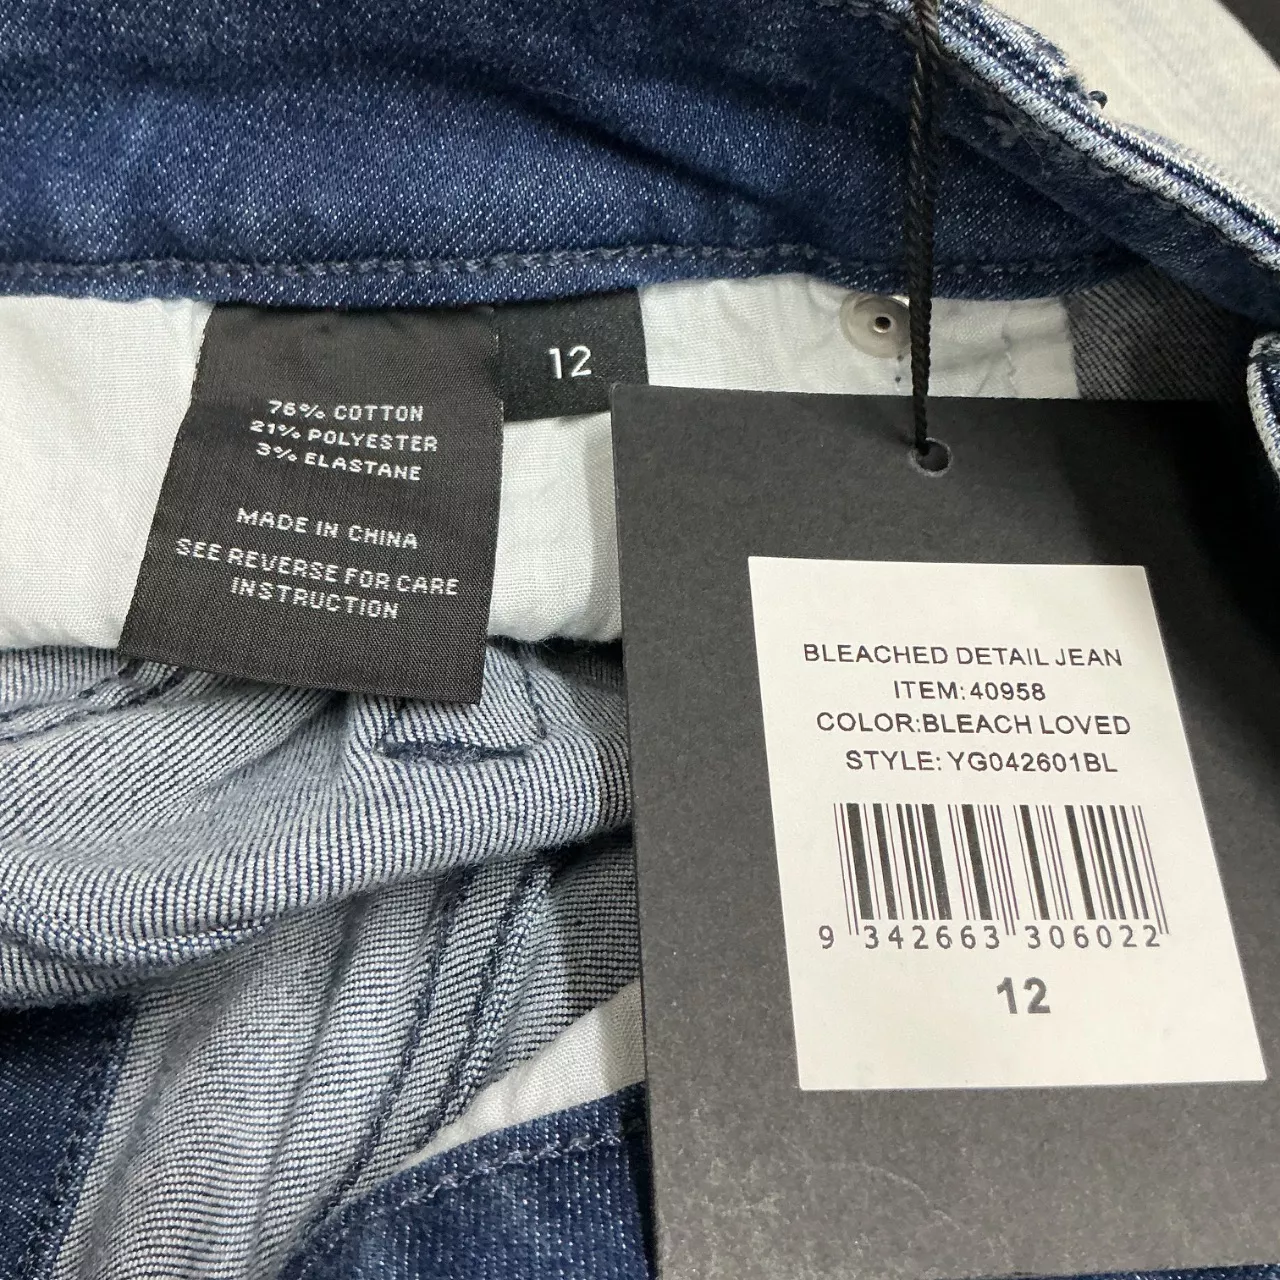 12
76% COTTON
21% POLYESTER
3% ELASTANE
MADE IN CHINA
SEE REVERSE FOR CARE
INSTRUCTION
BLEACHED DETAIL JEAN
ITEM:40958
COLOR:BLEACH LOVED
STYLE: YG042601BL
9 342663 306022
12